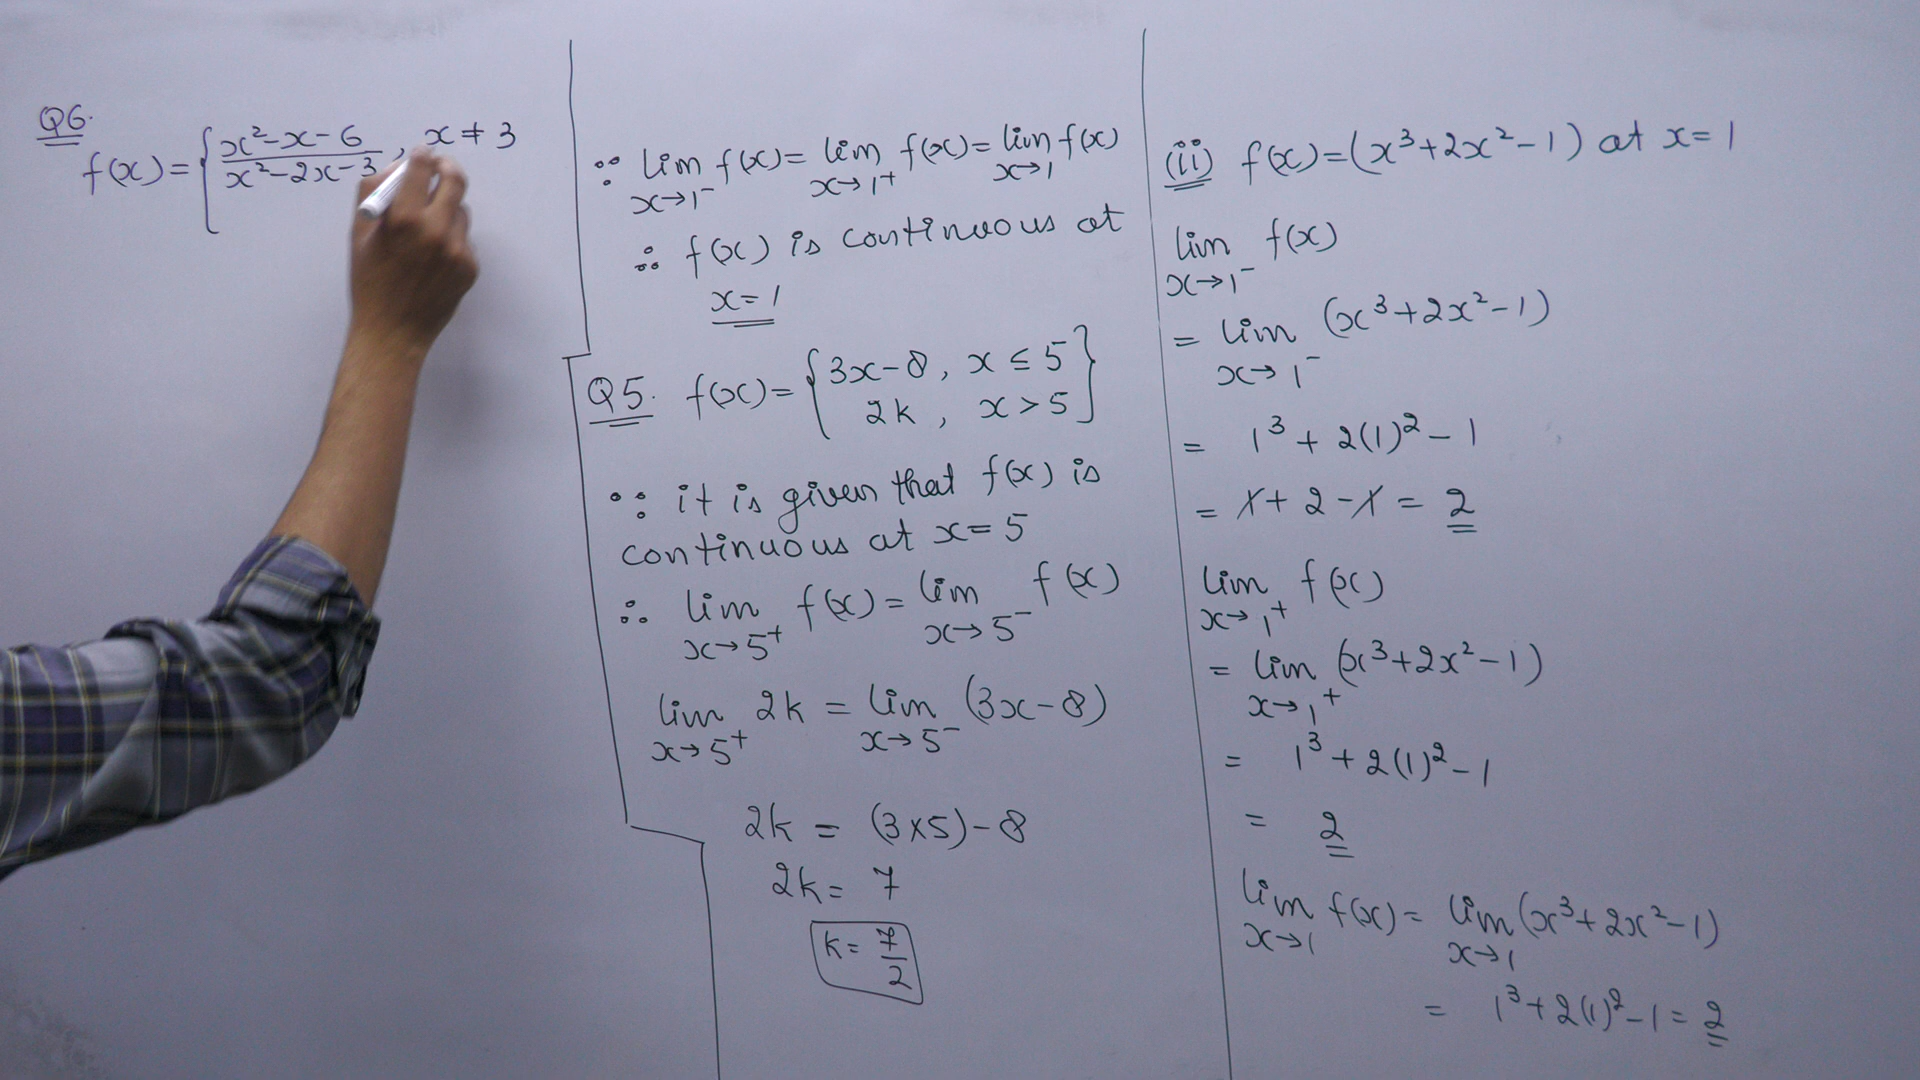 Q6.
f(x) = { x²-x-6 / x²-2x-3 , x ≠ 3
∵ lim x→1⁻ f(x) = lim x→1⁺ f(x) = lim x→1 f(x)
∴ f(x) is continuous at
x=1
Q5. f(x) = { 3x-8, x ≤ 5
2k, x > 5 }
∵ it is given that f(x) is
continuous at x=5
∴ lim x→5⁺ f(x) = lim x→5⁻ f(x)
lim x→5⁺ 2k = lim x→5⁻ (3x-8)
2k = (3x5)-8
2k = 7
k = 7/2
(ii) f(x)=(x³+2x²-1) at x=1
lim x→1⁻ f(x)
= lim x→1⁻ (x³+2x²-1)
= 1³ + 2(1)² - 1
= 1 + 2 - 1 = 2
lim x→1⁺ f(x)
= lim x→1⁺ (x³+2x²-1)
= 1³ + 2(1)² - 1
= 2
lim x→1 f(x) = lim x→1 (x³+2x²-1)
= 1³+2(1)²-1 = 2